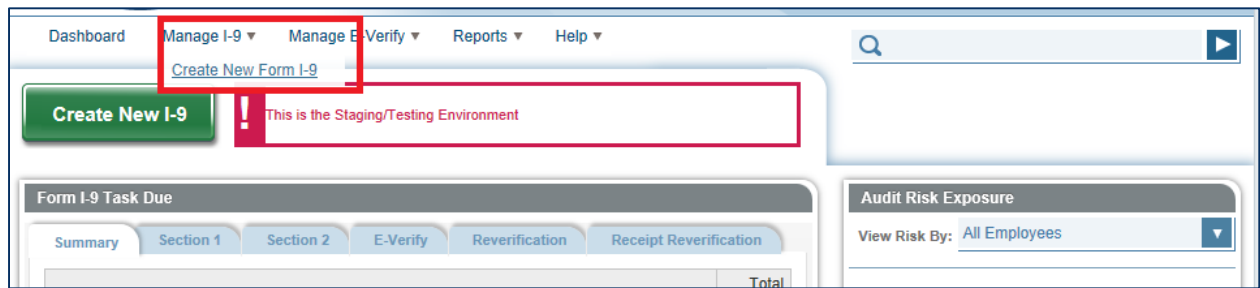 Dashboard Manage I-9 Manage E-Verify Reports Help
Create New Form I-9
Create New I-9
! This is the Staging/Testing Environment
Form I-9 Task Due
Summary Section 1 Section 2 E-Verify Reverification Receipt Reverification
Total
Audit Risk Exposure
View Risk By: All Employees